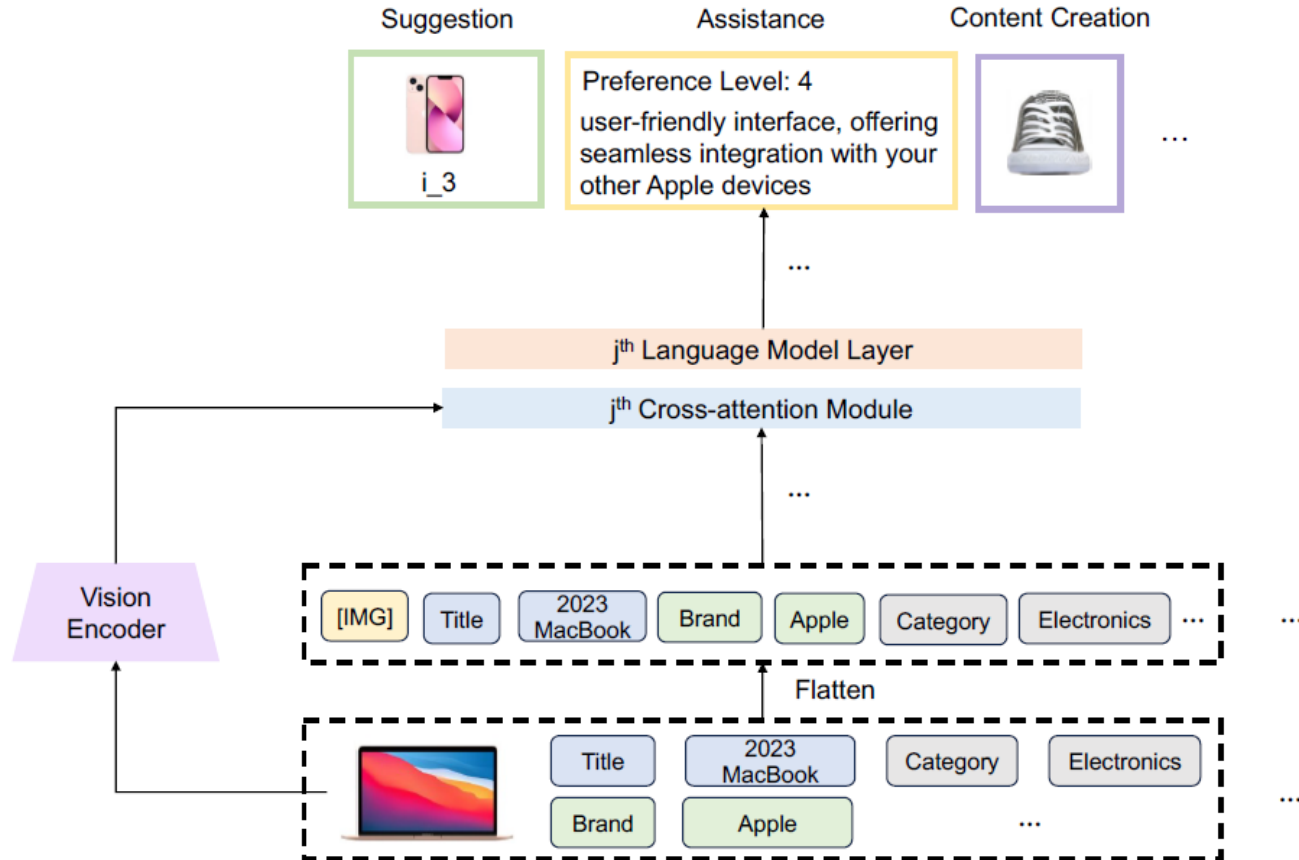 Suggestion
Assistance
Content Creation
i_3
Preference Level: 4
user-friendly interface, offering
seamless integration with your
other Apple devices
...
...
jth Language Model Layer
jth Cross-attention Module
...
Vision
Encoder
[IMG]
Title
2023
MacBook
Brand
Apple
Category
Electronics
...
...
Flatten
Title
2023
MacBook
Category
Electronics
Brand
Apple
...
...